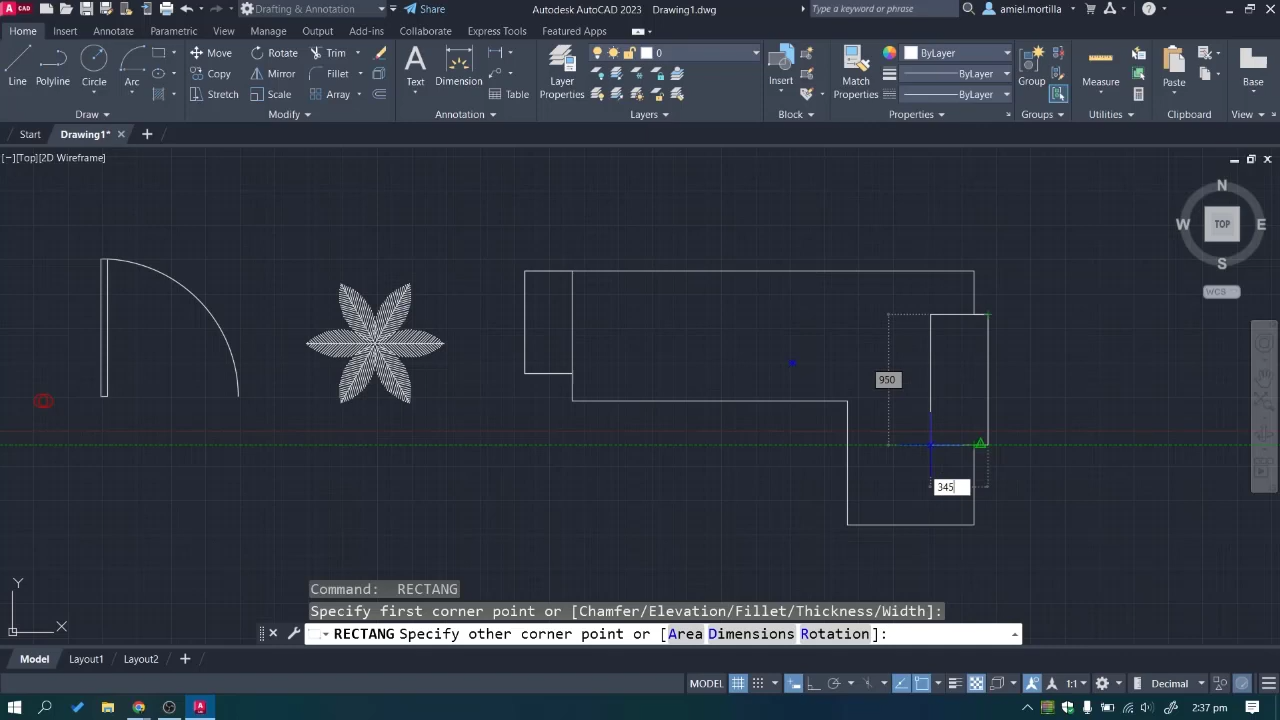 CAD Drafting & Annotation Share Autodesk AutoCAD 2023 Drawing1.dwg Type a keyword or phrase amiel.mortilla
Home Insert Annotate Parametric View Manage Output Add-ins Collaborate Express Tools Featured Apps
Move Rotate Trim 0 ByLayer
Line Polyline Circle Arc Copy Mirror Fillet Text Dimension Layer Properties Insert Match Properties ByLayer Group Measure Paste Base
Stretch Scale Array Table ByLayer
Draw Modify Annotation Layers Block Properties Groups Utilities Clipboard View
Start Drawing1*
[−][Top][2D Wireframe]
N
W TOP E
S
WCS
950
345
Y
X
Command: RECTANG
Specify first corner point or [Chamfer/Elevation/Fillet/Thickness/Width]:
RECTANG Specify other corner point or [Area Dimensions Rotation]:
Model Layout1 Layout2
MODEL 1:1 Decimal
2:37 pm